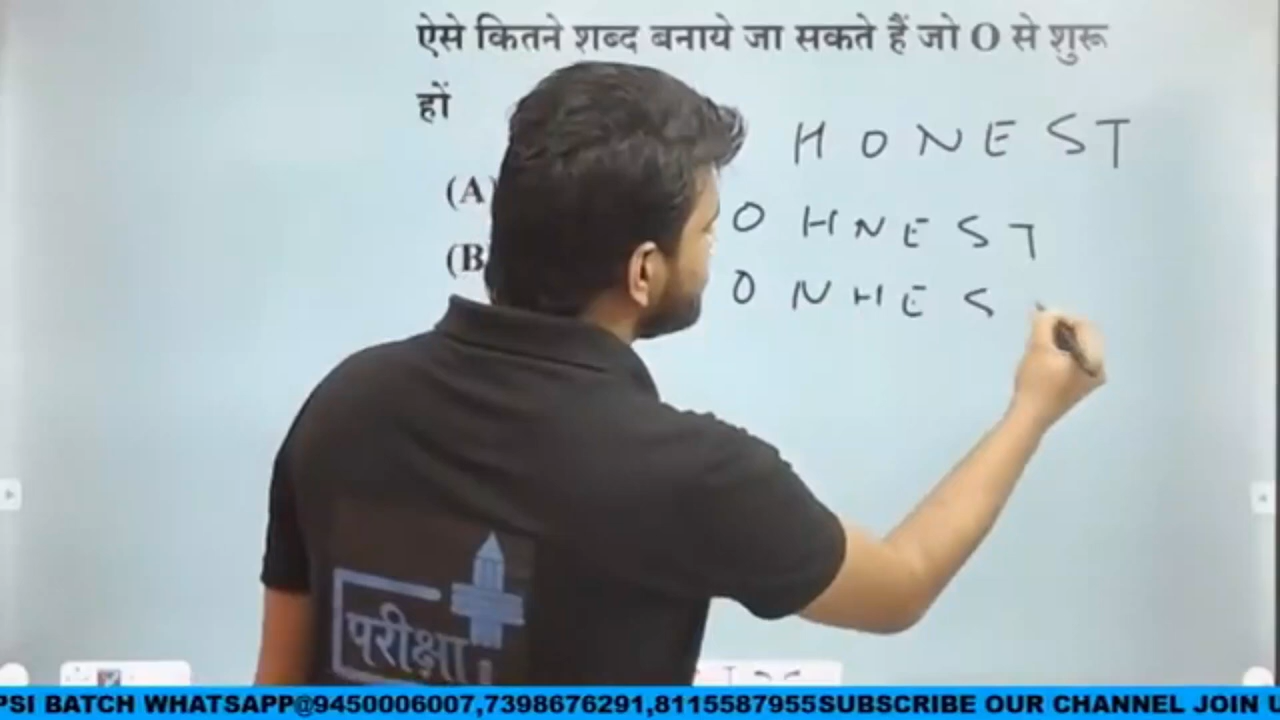 ऐसे कितने शब्द बनाये जा सकते हैं जो O से शुरू
हों
HONEST
(A)
OHNEST
(B
ONHES
परीक्षा
PSI BATCH WHATSAPP@9450006007,7398676291,8115587955SUBSCRIBE OUR CHANNEL JOIN U